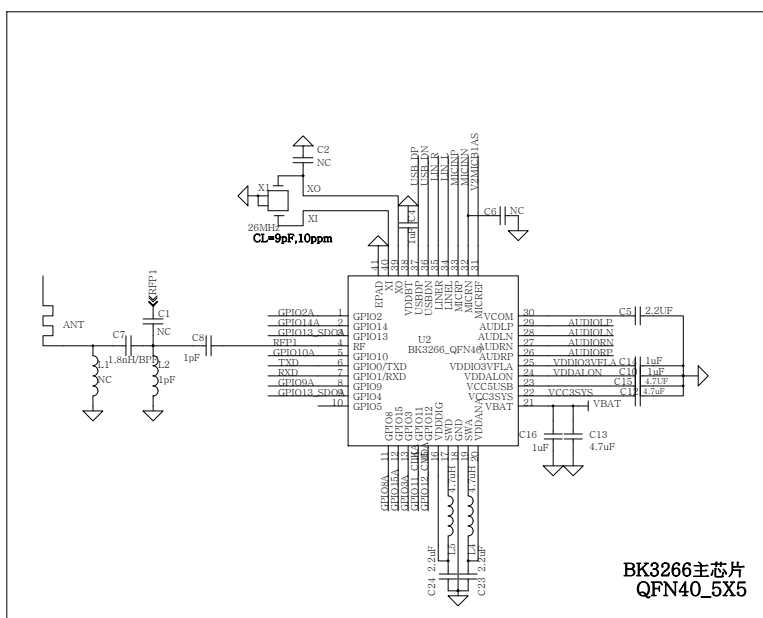 USB_DP
USB_DN
LIN_R
LIN_L
MICINP
MICINN
V2MICBIAS
C2
NC
X1
XO
XI
26MHz
CL=9pF,10ppm
C4
1uF
C6
NC
41
40
39
38
37
36
35
34
33
32
31
EPAD
XI
XO
VDDBT
USBDP
USBDN
LINER
LINEL
MICRP
MICRN
MICREF
RFP1
ANT
C1
NC
C7
1.8nH/BPF
C8
1pF
L1
NC
L2
1pF
GPIO2A 1 GPIO2
GPIO14A 2 GPIO14
GPIO13_SDOA 3 GPIO13
RFP1 4 RF
GPIO10A 5 GPIO10
TXD 6 GPIO0/TXD
RXD 7 GPIO1/RXD
GPIO9A 8 GPIO9
GPIO13_SDOA 9 GPIO4
10 GPIO5
U2
BK3266_QFN40
VCOM 30 C5 2.2UF
AUDLP 29 AUDIOLP
AUDLN 28 AUDIOLN
AUDRN 27 AUDIORN
AUDRP 26 AUDIORP
VDDIO3VFLA 25 VDDIO3VFLA C14 1uF
VDDALON 24 VDDALON C10 1uF
VCC5USB 23 C15 4.7UF
VCC3SYS 22 VCC3SYS C12 4.7uF
VBAT 21 VBAT
C16
1uF
C13
4.7uF
GPIO8
GPIO15
GPIO3
GPIO11
GPIO12
VDDDIG
SWD
GND
SWA
VDDANA
11
12
13
16
17
18
19
20
GPIO8A
GPIO15A
GPIO3A
GPIO11_CLKA
GPIO12_CMDA
4.7uH
4.7uH
L5
L4
2.2uF
2.2uF
C24
C23
BK3266主芯片
QFN40_5X5